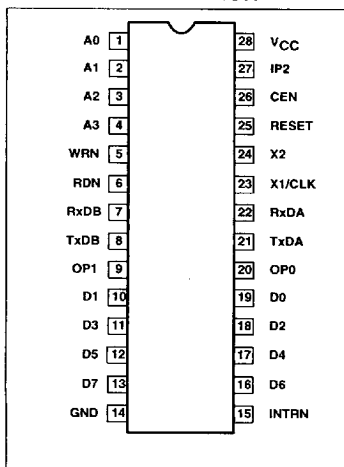 A0 1 28 VCC
A1 2 27 IP2
A2 3 26 CEN
A3 4 25 RESET
WRN 5 24 X2
RDN 6 23 X1/CLK
RxDB 7 22 RxDA
TxDB 8 21 TxDA
OP1 9 20 OP0
D1 10 19 D0
D3 11 18 D2
D5 12 17 D4
D7 13 16 D6
GND 14 15 INTRN